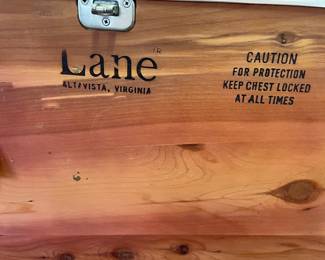 Lane®
ALTAVISTA, VIRGINIA
CAUTION
FOR PROTECTION
KEEP CHEST LOCKED
AT ALL TIMES